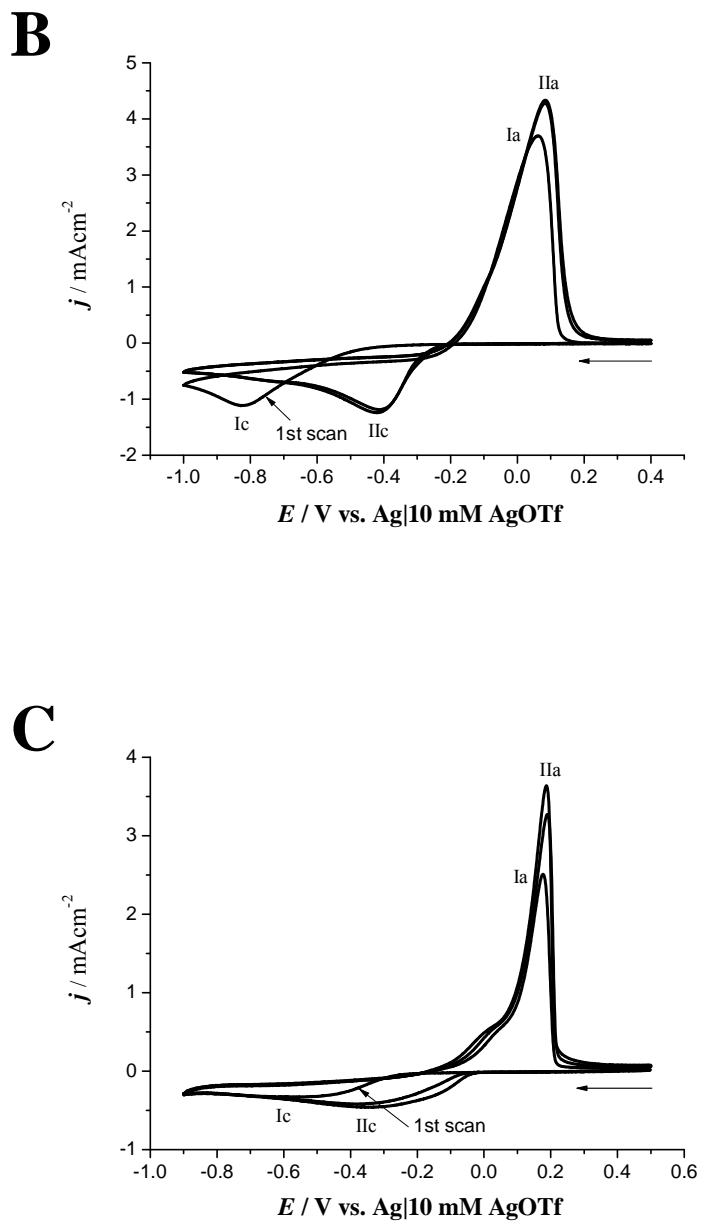 B
IIa
Ia
j / mAcm-2
5
4
3
2
1
0
-1
-2
Ic
1st scan
IIc
-1.0 -0.8 -0.6 -0.4 -0.2 0.0 0.2 0.4
E / V vs. Ag|10 mM AgOTf
C
IIa
Ia
j / mAcm-2
4
3
2
1
0
-1
Ic
IIc
1st scan
-1.0 -0.8 -0.6 -0.4 -0.2 0.0 0.2 0.4 0.6
E / V vs. Ag|10 mM AgOTf